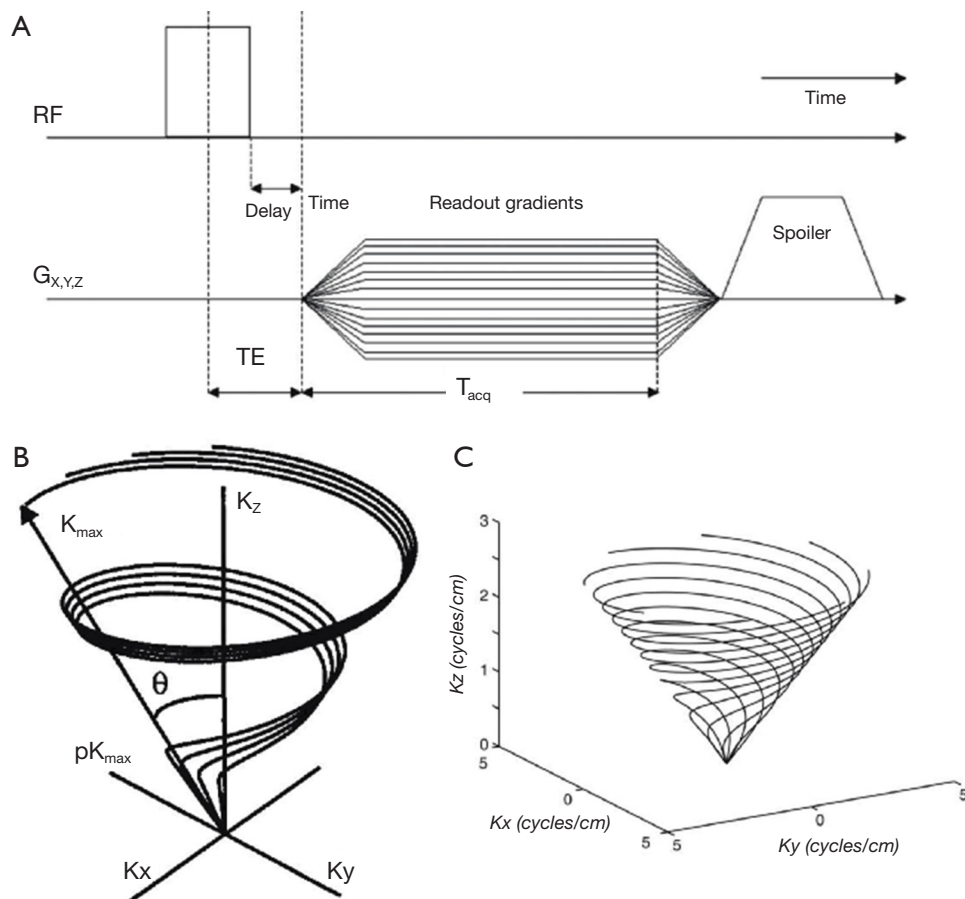 A
RF
Time
Delay
Time
Readout gradients
Spoiler
GX,Y,Z
TE
Tacq
B
KZ
Kmax
θ
pKmax
Kx
Ky
C
3
2
1
0
5
0
5
Kz (cycles/cm)
Kx (cycles/cm)
5
0
5
Ky (cycles/cm)